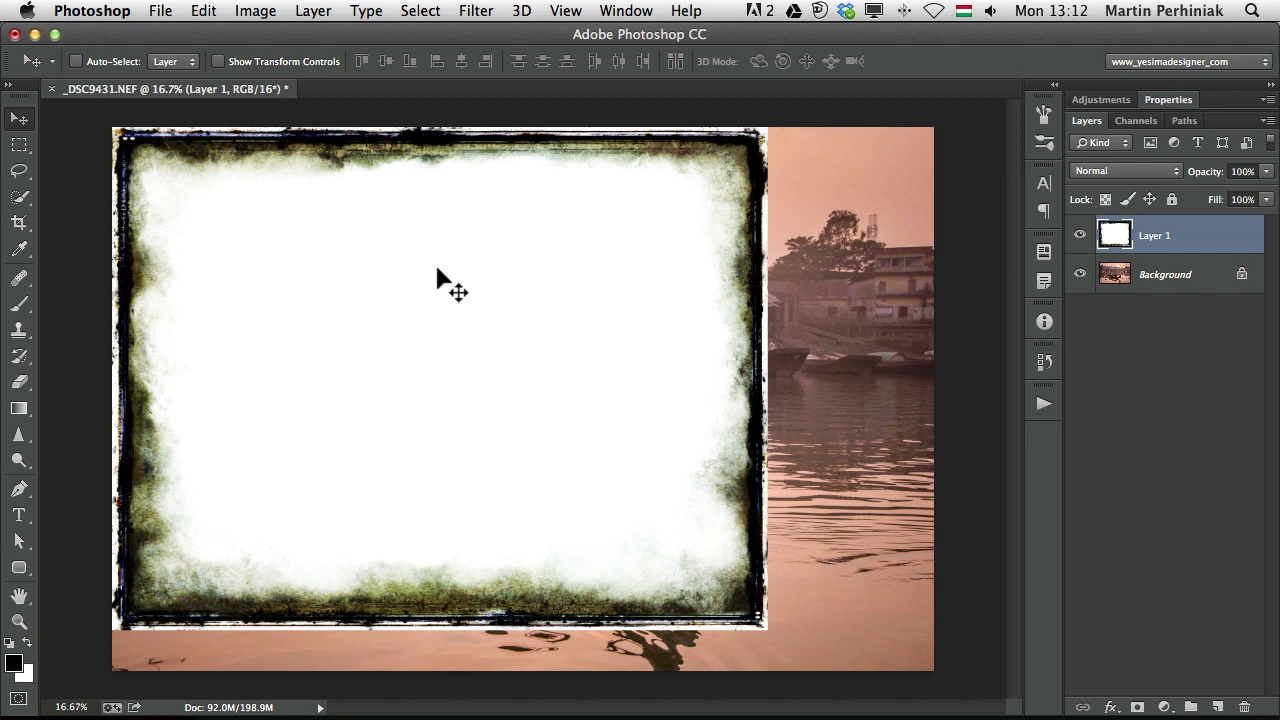 Photoshop File Edit Image Layer Type Select Filter 3D View Window Help 2 Mon 13:12 Martin Perhiniak
Adobe Photoshop CC
Auto-Select: Layer Show Transform Controls 3D Mode: www_yesimadesigner_com
_DSC9431.NEF @ 16.7% (Layer 1, RGB/16*) *
Adjustments Properties
Layers Channels Paths
Kind
Normal Opacity: 100%
Lock: Fill: 100%
Layer 1
Background
16.67% Doc: 92.0M/198.9M